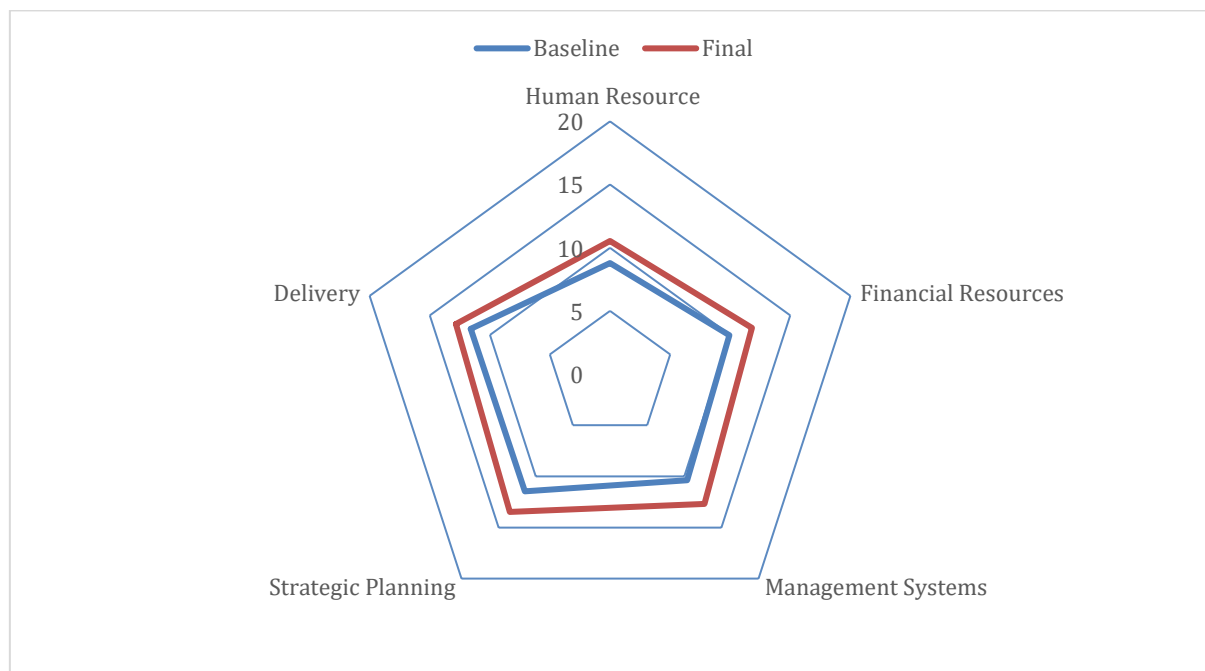 Baseline Final
Human Resource
20
15
10
5
0
Delivery
Financial Resources
Strategic Planning
Management Systems